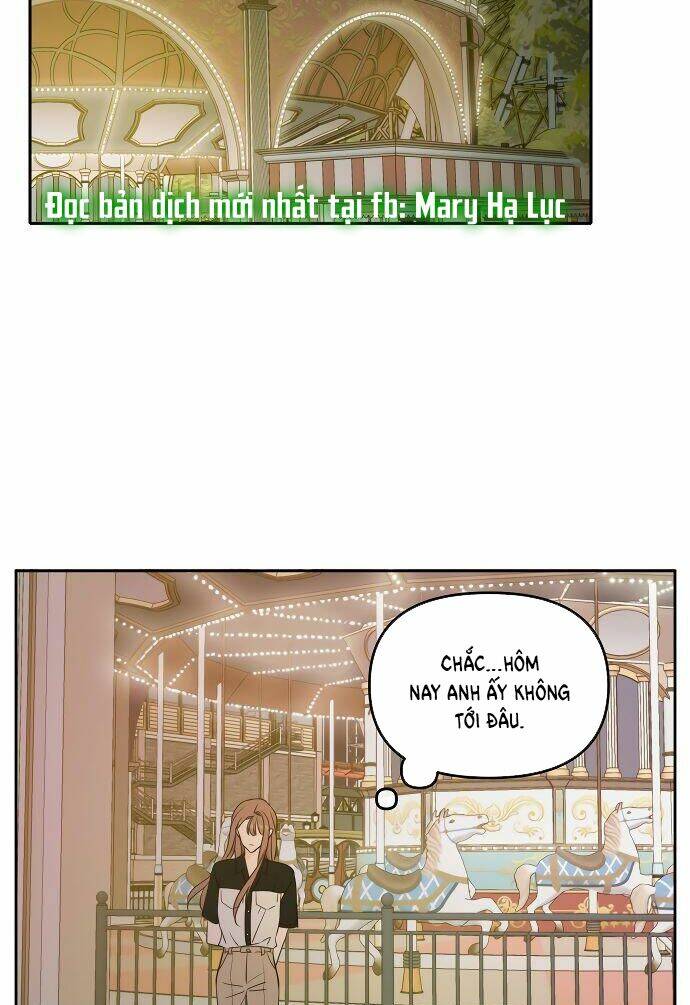 Đọc bản dịch mới nhất tại fb: Mary Hạ Lục
CHẮC...HÔM
NAY ANH ẤY KHÔNG
TỚI ĐÂU.